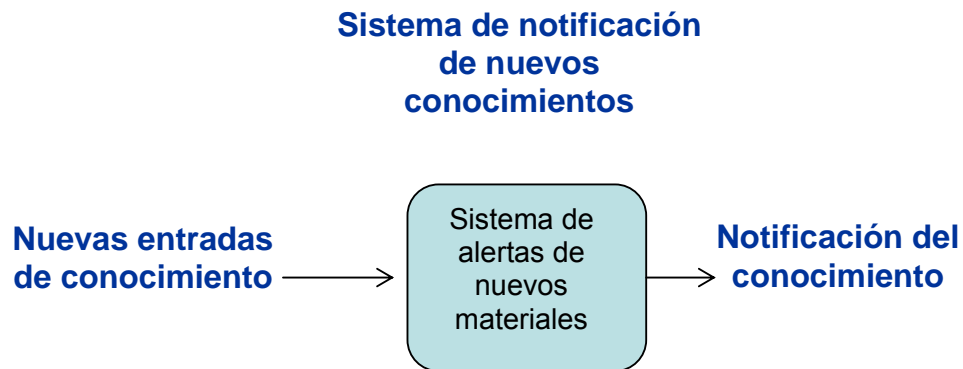 Sistema de notificación
de nuevos
conocimientos
Nuevas entradas
de conocimiento
Sistema de
alertas de
nuevos
materiales
Notificación del
conocimiento